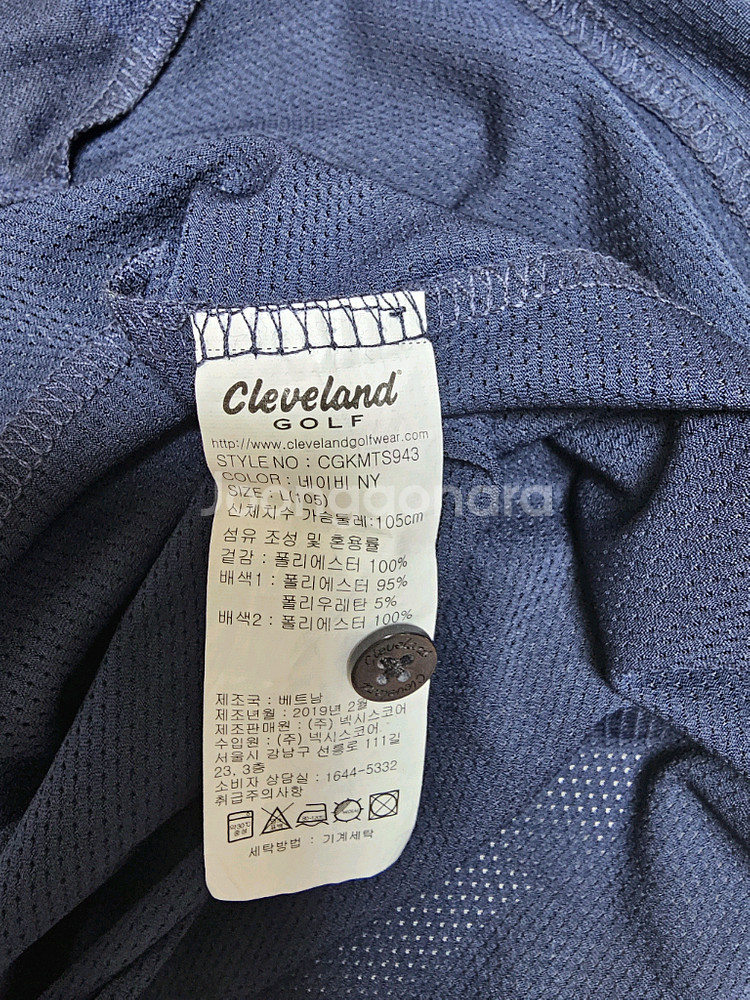 Cleveland
GOLF
http://www.clevelandgolfwear.com
STYLE NO : CGKMTS943
COLOR : 네이비 NY
SIZE : L(105)
신체치수 가슴둘레:105cm
섬유 조성 및 혼용률
겉감 : 폴리에스터 100%
배색1 : 폴리에스터 95%
폴리우레탄 5%
배색2 : 폴리에스터 100%
Cleveland
제조국 : 베트남
제조년월 : 2019년 2월
제조판매원 : (주) 넥시스코어
수입원 : (주) 넥시스코어
서울시 강남구 선릉로 111길
23, 3층
소비자 상담실 : 1644-5332
취급주의사항
약30℃
중성
세탁방법 : 기계세탁
Joonggonara